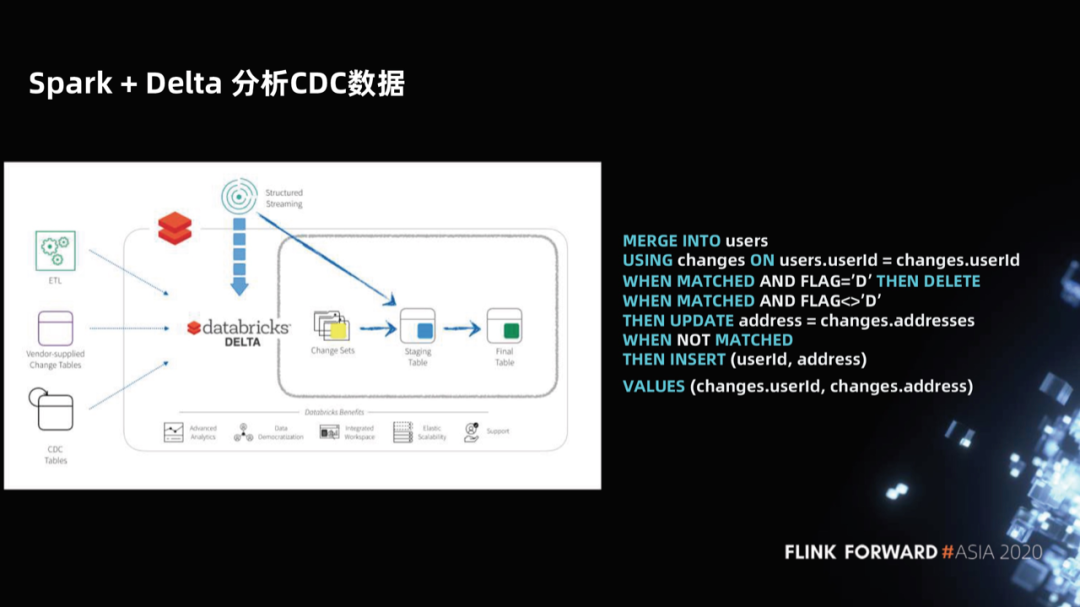 Spark + Delta 分析CDC数据
Structured
Streaming
ETL
Vendor-supplied
Change Tables
CDC
Tables
databricks
DELTA
Change Sets
Staging
Table
Final
Table
Databricks Benefits
Advanced
Analytics
Data
Democratization
Integrated
Workspace
Elastic
Scalability
Support
MERGE INTO users
USING changes ON users.userId = changes.userId
WHEN MATCHED AND FLAG='D' THEN DELETE
WHEN MATCHED AND FLAG<>'D'
THEN UPDATE address = changes.addresses
WHEN NOT MATCHED
THEN INSERT (userId, address)
VALUES (changes.userId, changes.address)
FLINK FORWARD #ASIA 2020